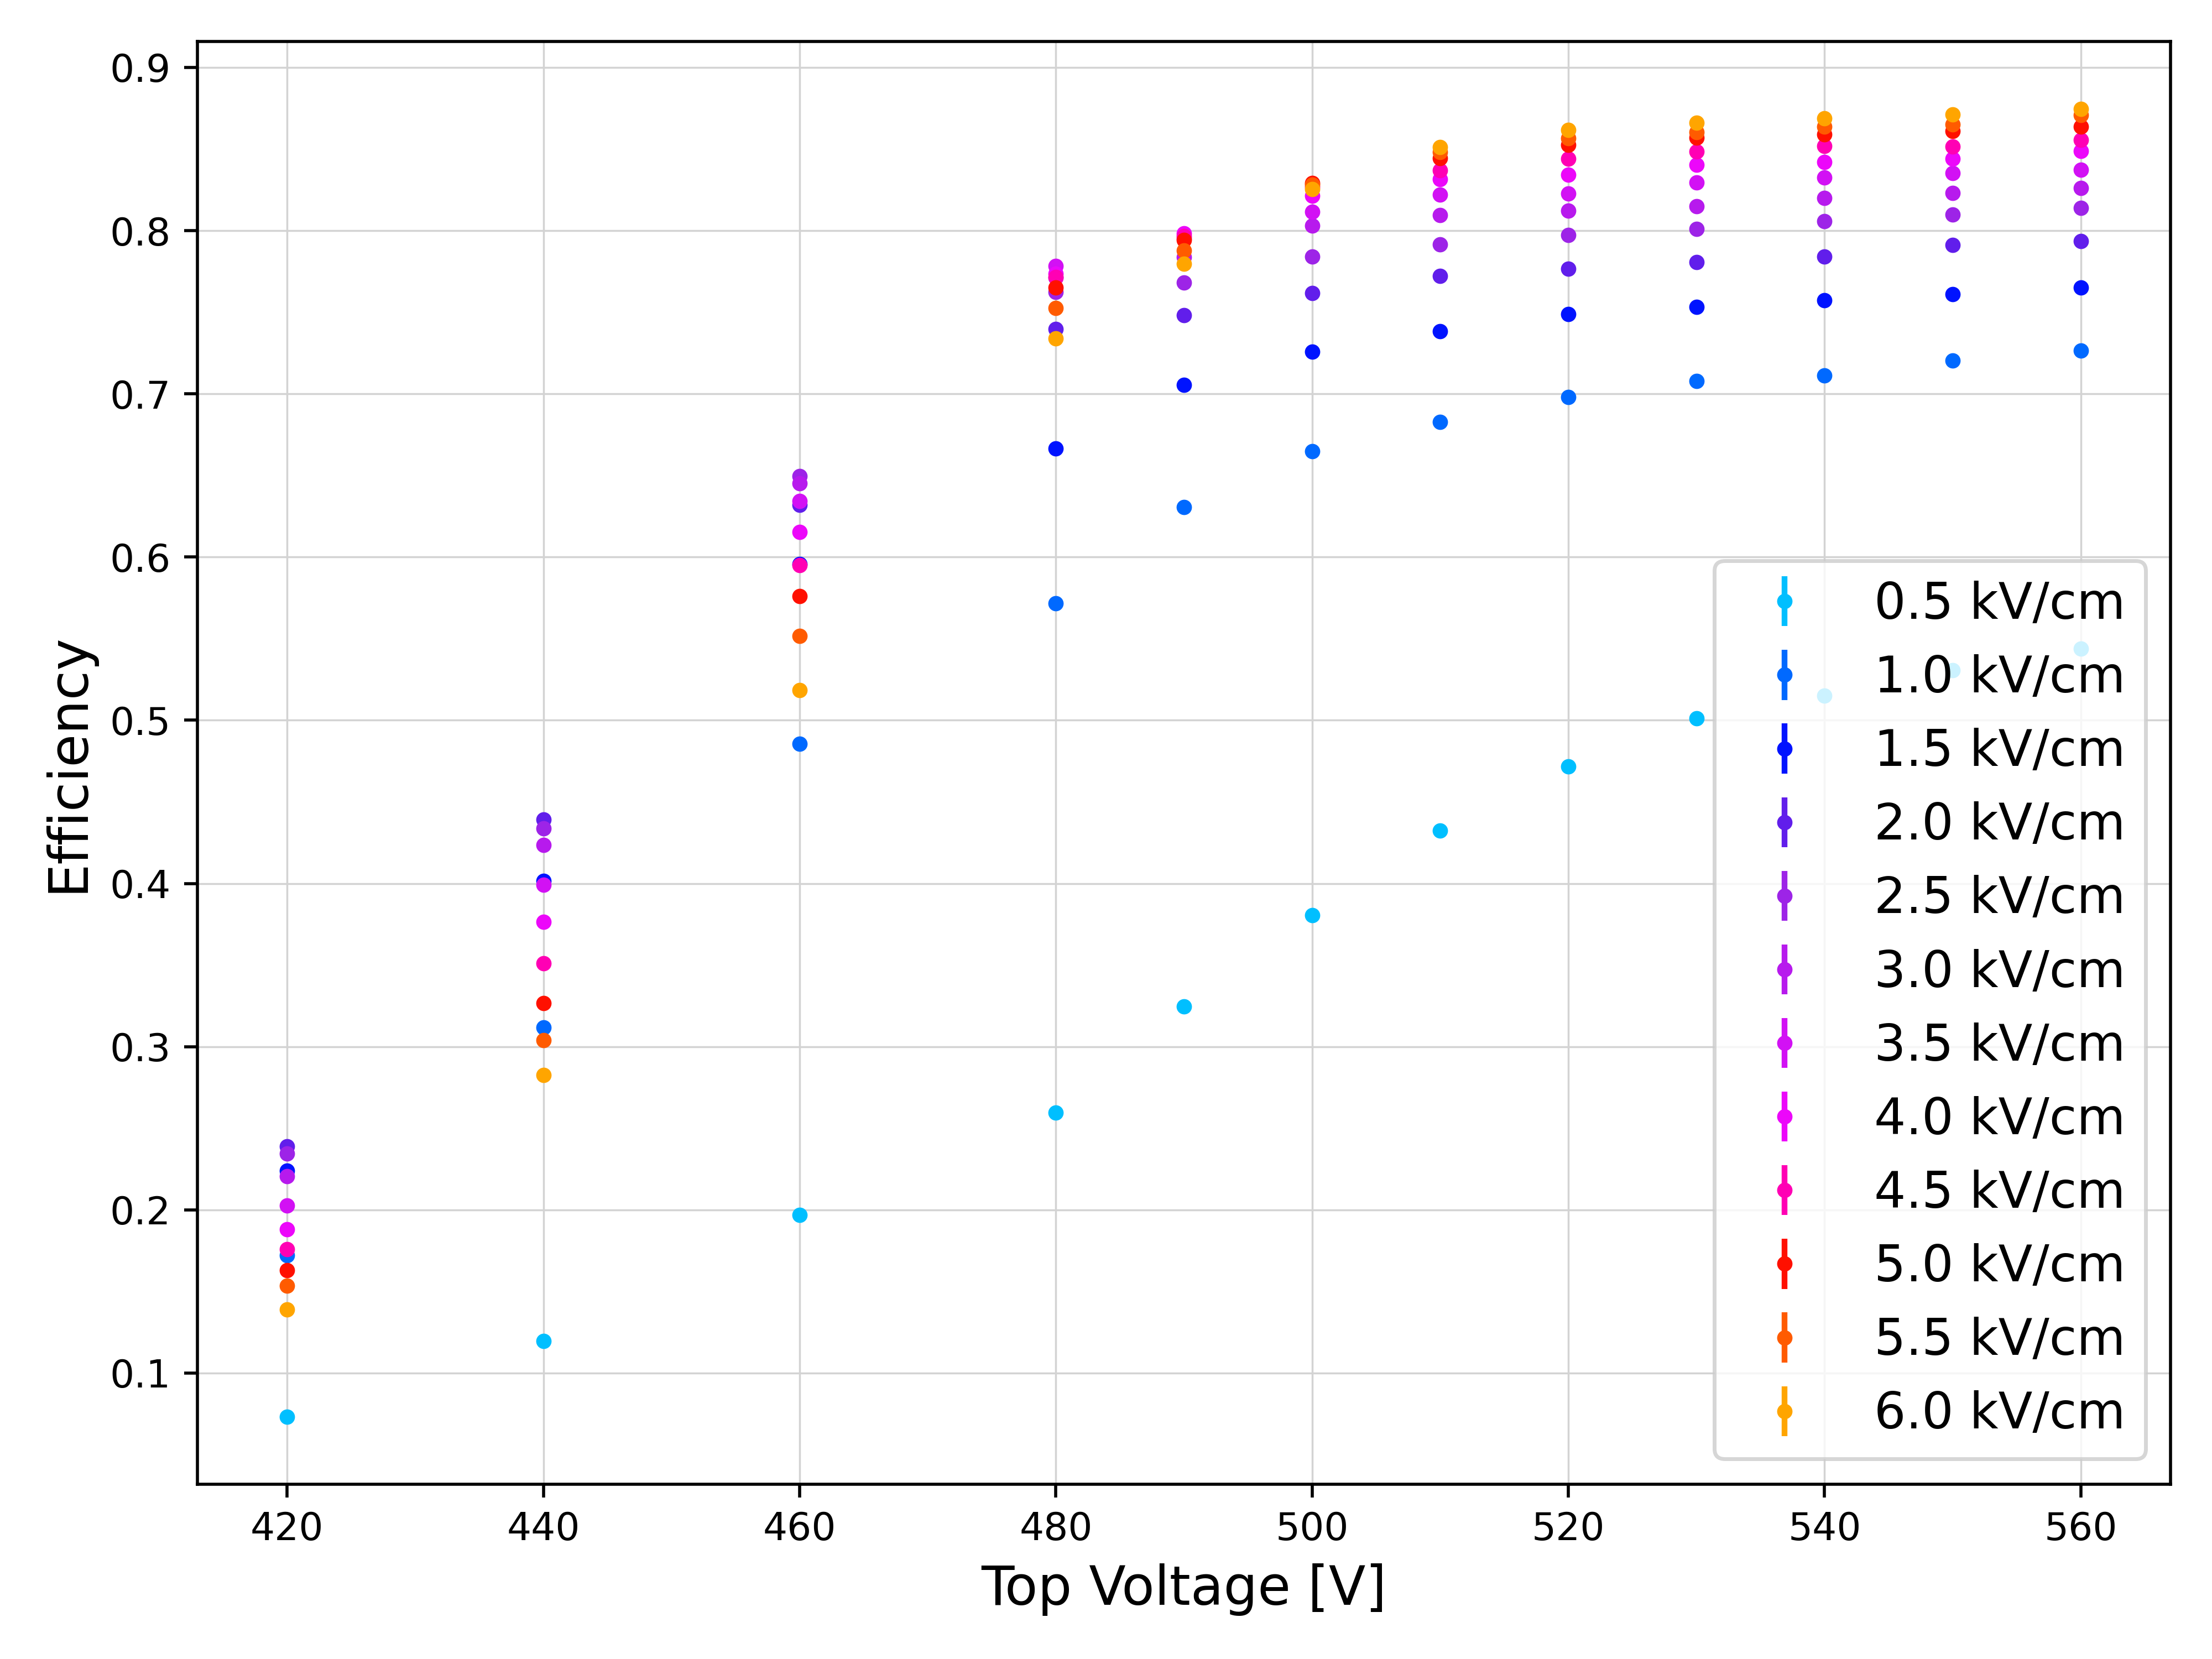 0.9
0.8
0.7
0.6
0.5
0.4
0.3
0.2
0.1
Efficiency
420 440 460 480 500 520 540 560
Top Voltage [V]
0.5 kV/cm
1.0 kV/cm
1.5 kV/cm
2.0 kV/cm
2.5 kV/cm
3.0 kV/cm
3.5 kV/cm
4.0 kV/cm
4.5 kV/cm
5.0 kV/cm
5.5 kV/cm
6.0 kV/cm